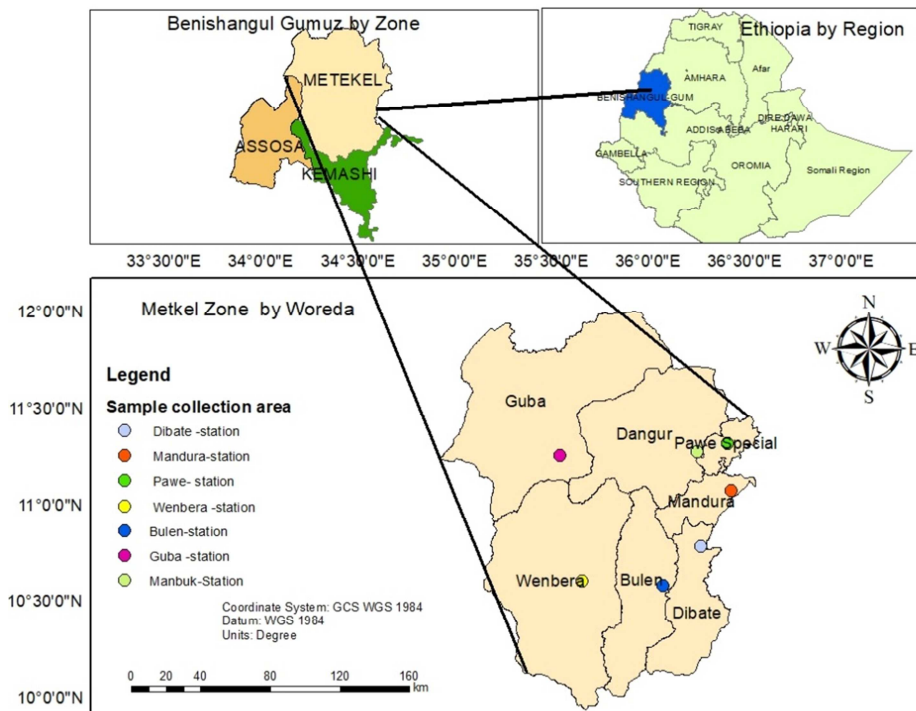 Benishangul Gumuz by Zone
METEKEL
ASSOSA
KEMASHI
Ethiopia by Region
TIGRAY
Afar
AMHARA
BENISHANGUL-GUM
DIRE DAWA
ADDIS ABEBA
HARARI
GAMBELLA
OROMIA
SOUTHERN REGION
Somali Region
33°30'0"E 34°0'0"E 34°30'0"E 35°0'0"E 35°30'0"E 36°0'0"E 36°30'0"E 37°0'0"E
12°0'0"N
11°30'0"N
11°0'0"N
10°30'0"N
10°0'0"N
Metkel Zone by Woreda
N
W E
S
Guba
Dangur
Pawe Special
Mandura
Wenbera
Bulen
Dibate
Legend
Sample collection area
Dibate -station
Mandura-station
Pawe- station
Wenbera -station
Bulen-station
Guba -station
Manbuk-Station
Coordinate System: GCS WGS 1984
Datum: WGS 1984
Units: Degree
0 20 40 80 120 160
km